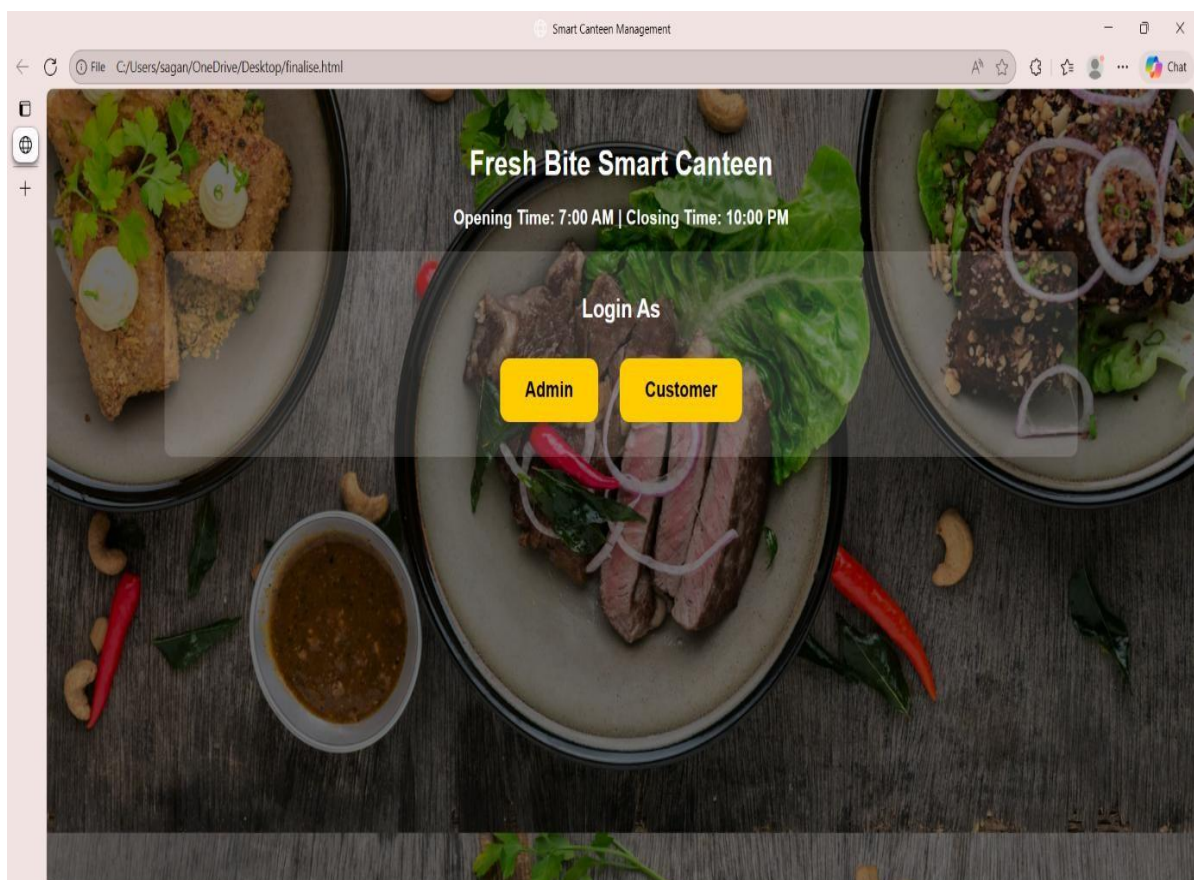 Smart Canteen Management
File C:/Users/sagan/OneDrive/Desktop/finalise.html
Chat
Fresh Bite Smart Canteen
Opening Time: 7:00 AM | Closing Time: 10:00 PM
Login As
Admin Customer